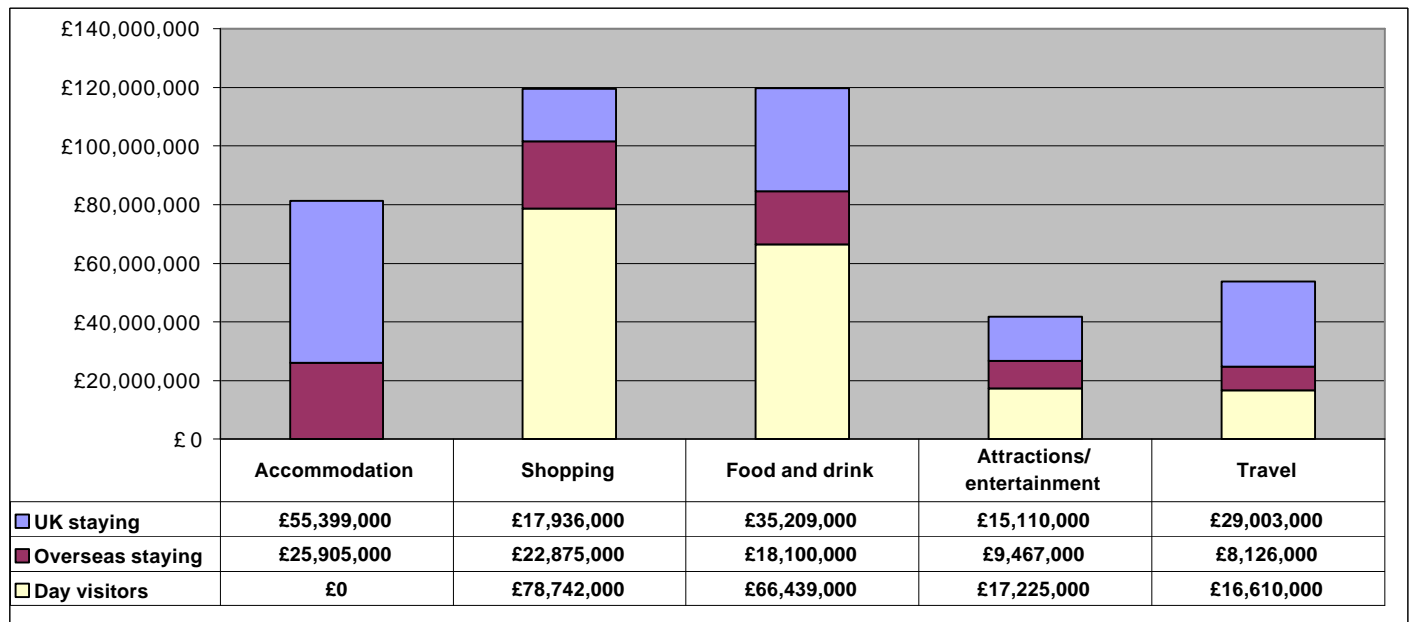 £140,000,000
£120,000,000
£100,000,000
£80,000,000
£60,000,000
£40,000,000
£20,000,000
£0
Accommodation Shopping Food and drink Attractions/ entertainment Travel
UK staying £55,399,000 £17,936,000 £35,209,000 £15,110,000 £29,003,000
Overseas staying £25,905,000 £22,875,000 £18,100,000 £9,467,000 £8,126,000
Day visitors £0 £78,742,000 £66,439,000 £17,225,000 £16,610,000